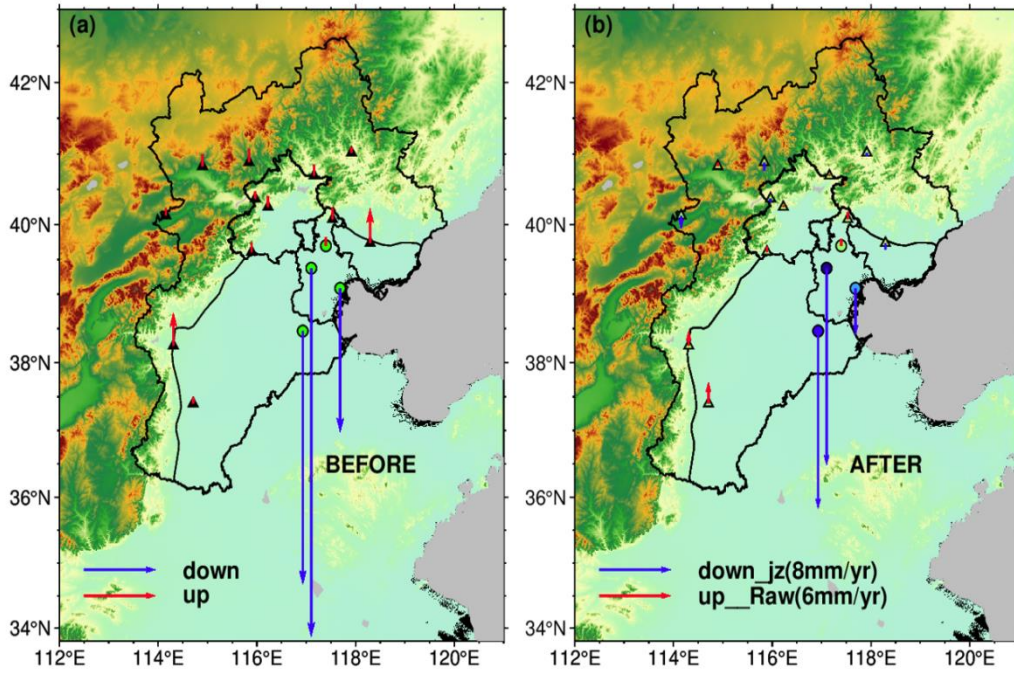 (a)
(b)
42°N
42°N
40°N
40°N
38°N
38°N
BEFORE
AFTER
36°N
36°N
down
down_jz(8mm/yr)
up
up__Raw(6mm/yr)
34°N
34°N
112°E 114°E 116°E 118°E 120°E
112°E 114°E 116°E 118°E 120°E